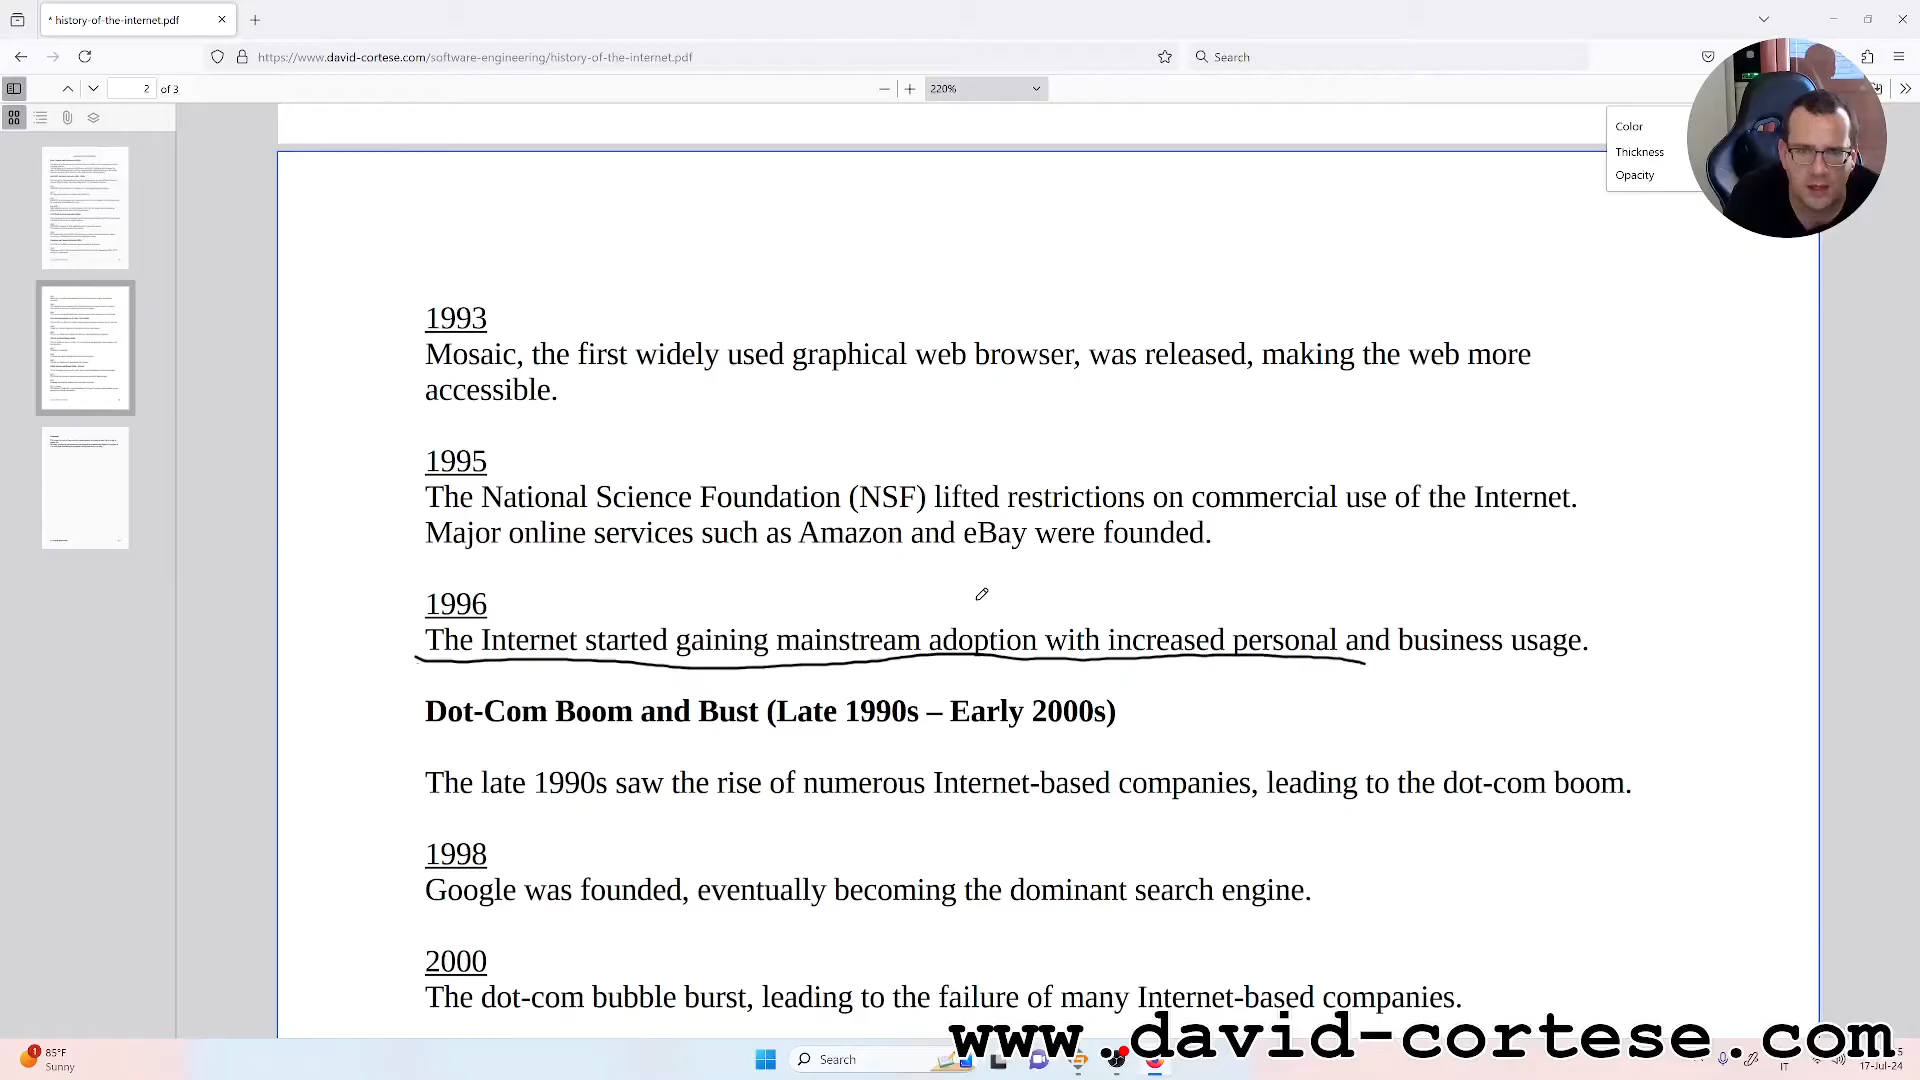 * history-of-the-internet.pdf
https://www.david-cortese.com/software-engineering/history-of-the-internet.pdf
Search
2 of 3
220%
Color
Thickness
Opacity
1993
Mosaic, the first widely used graphical web browser, was released, making the web more
accessible.
1995
The National Science Foundation (NSF) lifted restrictions on commercial use of the Internet.
Major online services such as Amazon and eBay were founded.
1996
The Internet started gaining mainstream adoption with increased personal and business usage.
Dot-Com Boom and Bust (Late 1990s – Early 2000s)
The late 1990s saw the rise of numerous Internet-based companies, leading to the dot-com boom.
1998
Google was founded, eventually becoming the dominant search engine.
2000
The dot-com bubble burst, leading to the failure of many Internet-based companies.
www.david-cortese.com
1
85°F
Sunny
Search
IT
17-Jul-24